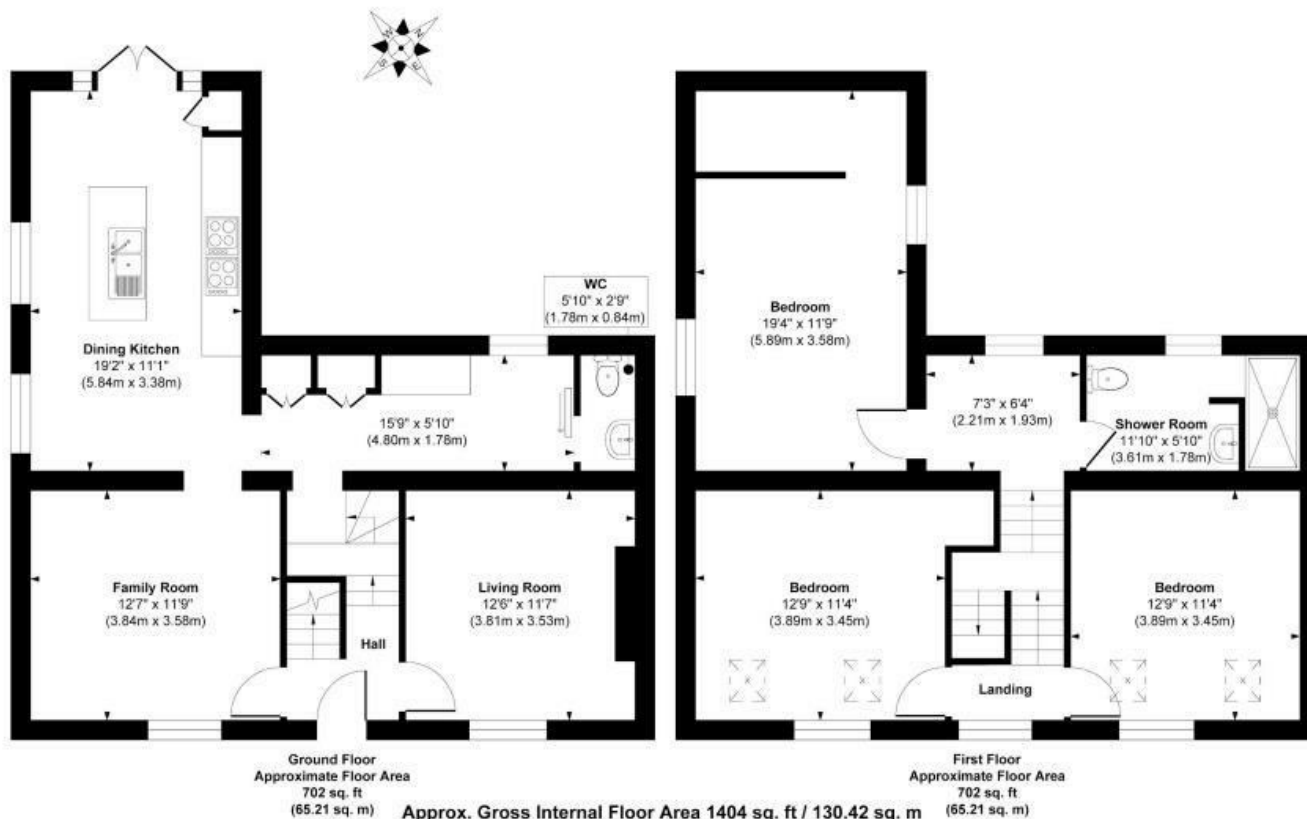 N
W
S
E
WC
5'10" x 2'9"
(1.78m x 0.84m)
Dining Kitchen
19'2" x 11'1"
(5.84m x 3.38m)
15'9" x 5'10"
(4.80m x 1.78m)
Family Room
12'7" x 11'9"
(3.84m x 3.58m)
Hall
Living Room
12'6" x 11'7"
(3.81m x 3.53m)
Ground Floor
Approximate Floor Area
702 sq. ft
(65.21 sq. m)
Bedroom
19'4" x 11'9"
(5.89m x 3.58m)
7'3" x 6'4"
(2.21m x 1.93m)
Shower Room
11'10" x 5'10"
(3.61m x 1.78m)
Bedroom
12'9" x 11'4"
(3.89m x 3.45m)
Landing
Bedroom
12'9" x 11'4"
(3.89m x 3.45m)
First Floor
Approximate Floor Area
702 sq. ft
(65.21 sq. m)
Approx. Gross Internal Floor Area 1404 sq. ft / 130.42 sq. m